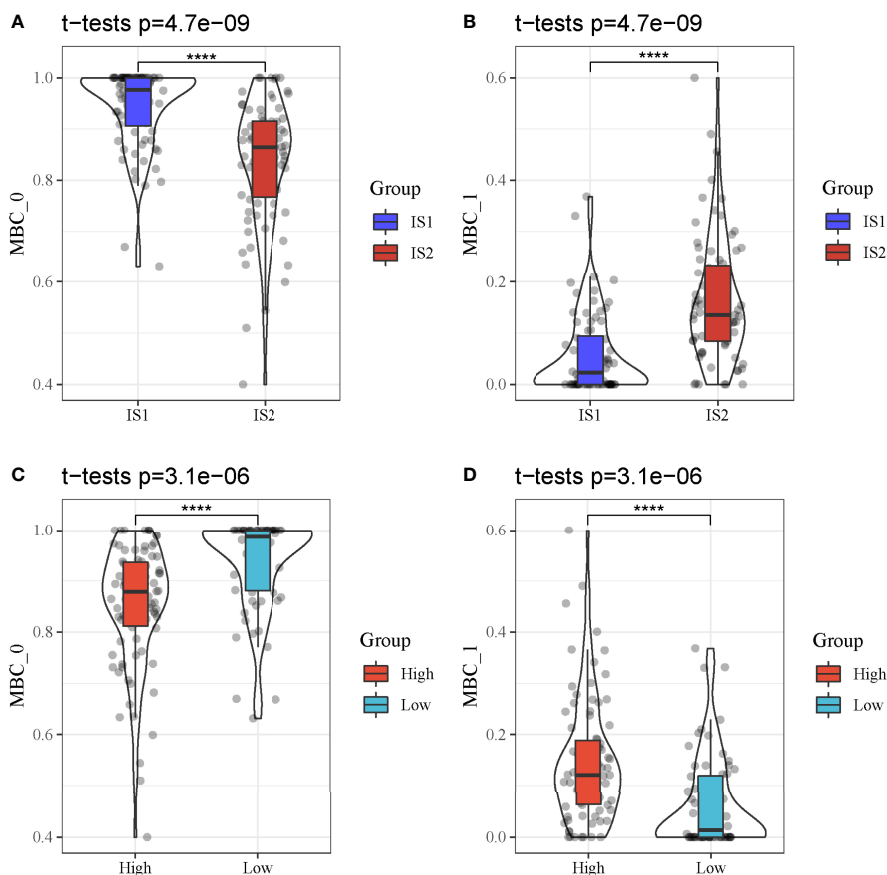 A t−tests p=4.7e−09
****
1.0
0.8
0.6
0.4
MBC_0
IS1 IS2
Group
IS1
IS2
B t−tests p=4.7e−09
****
0.6
0.4
0.2
0.0
MBC_1
IS1 IS2
Group
IS1
IS2
C t−tests p=3.1e−06
****
1.0
0.8
0.6
0.4
MBC_0
High Low
Group
High
Low
D t−tests p=3.1e−06
****
0.6
0.4
0.2
0.0
MBC_1
High Low
Group
High
Low